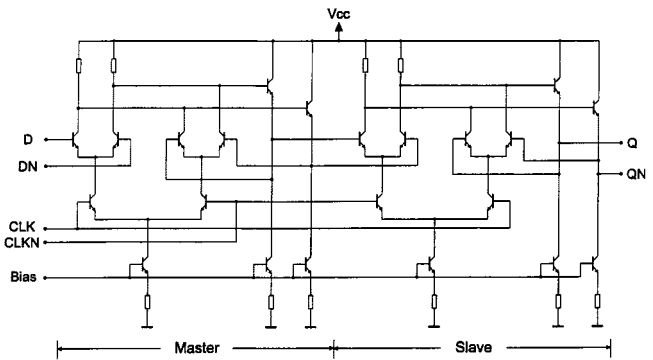 Vcc
D
DN
Q
QN
CLK
CLKN
Bias
Master
Slave